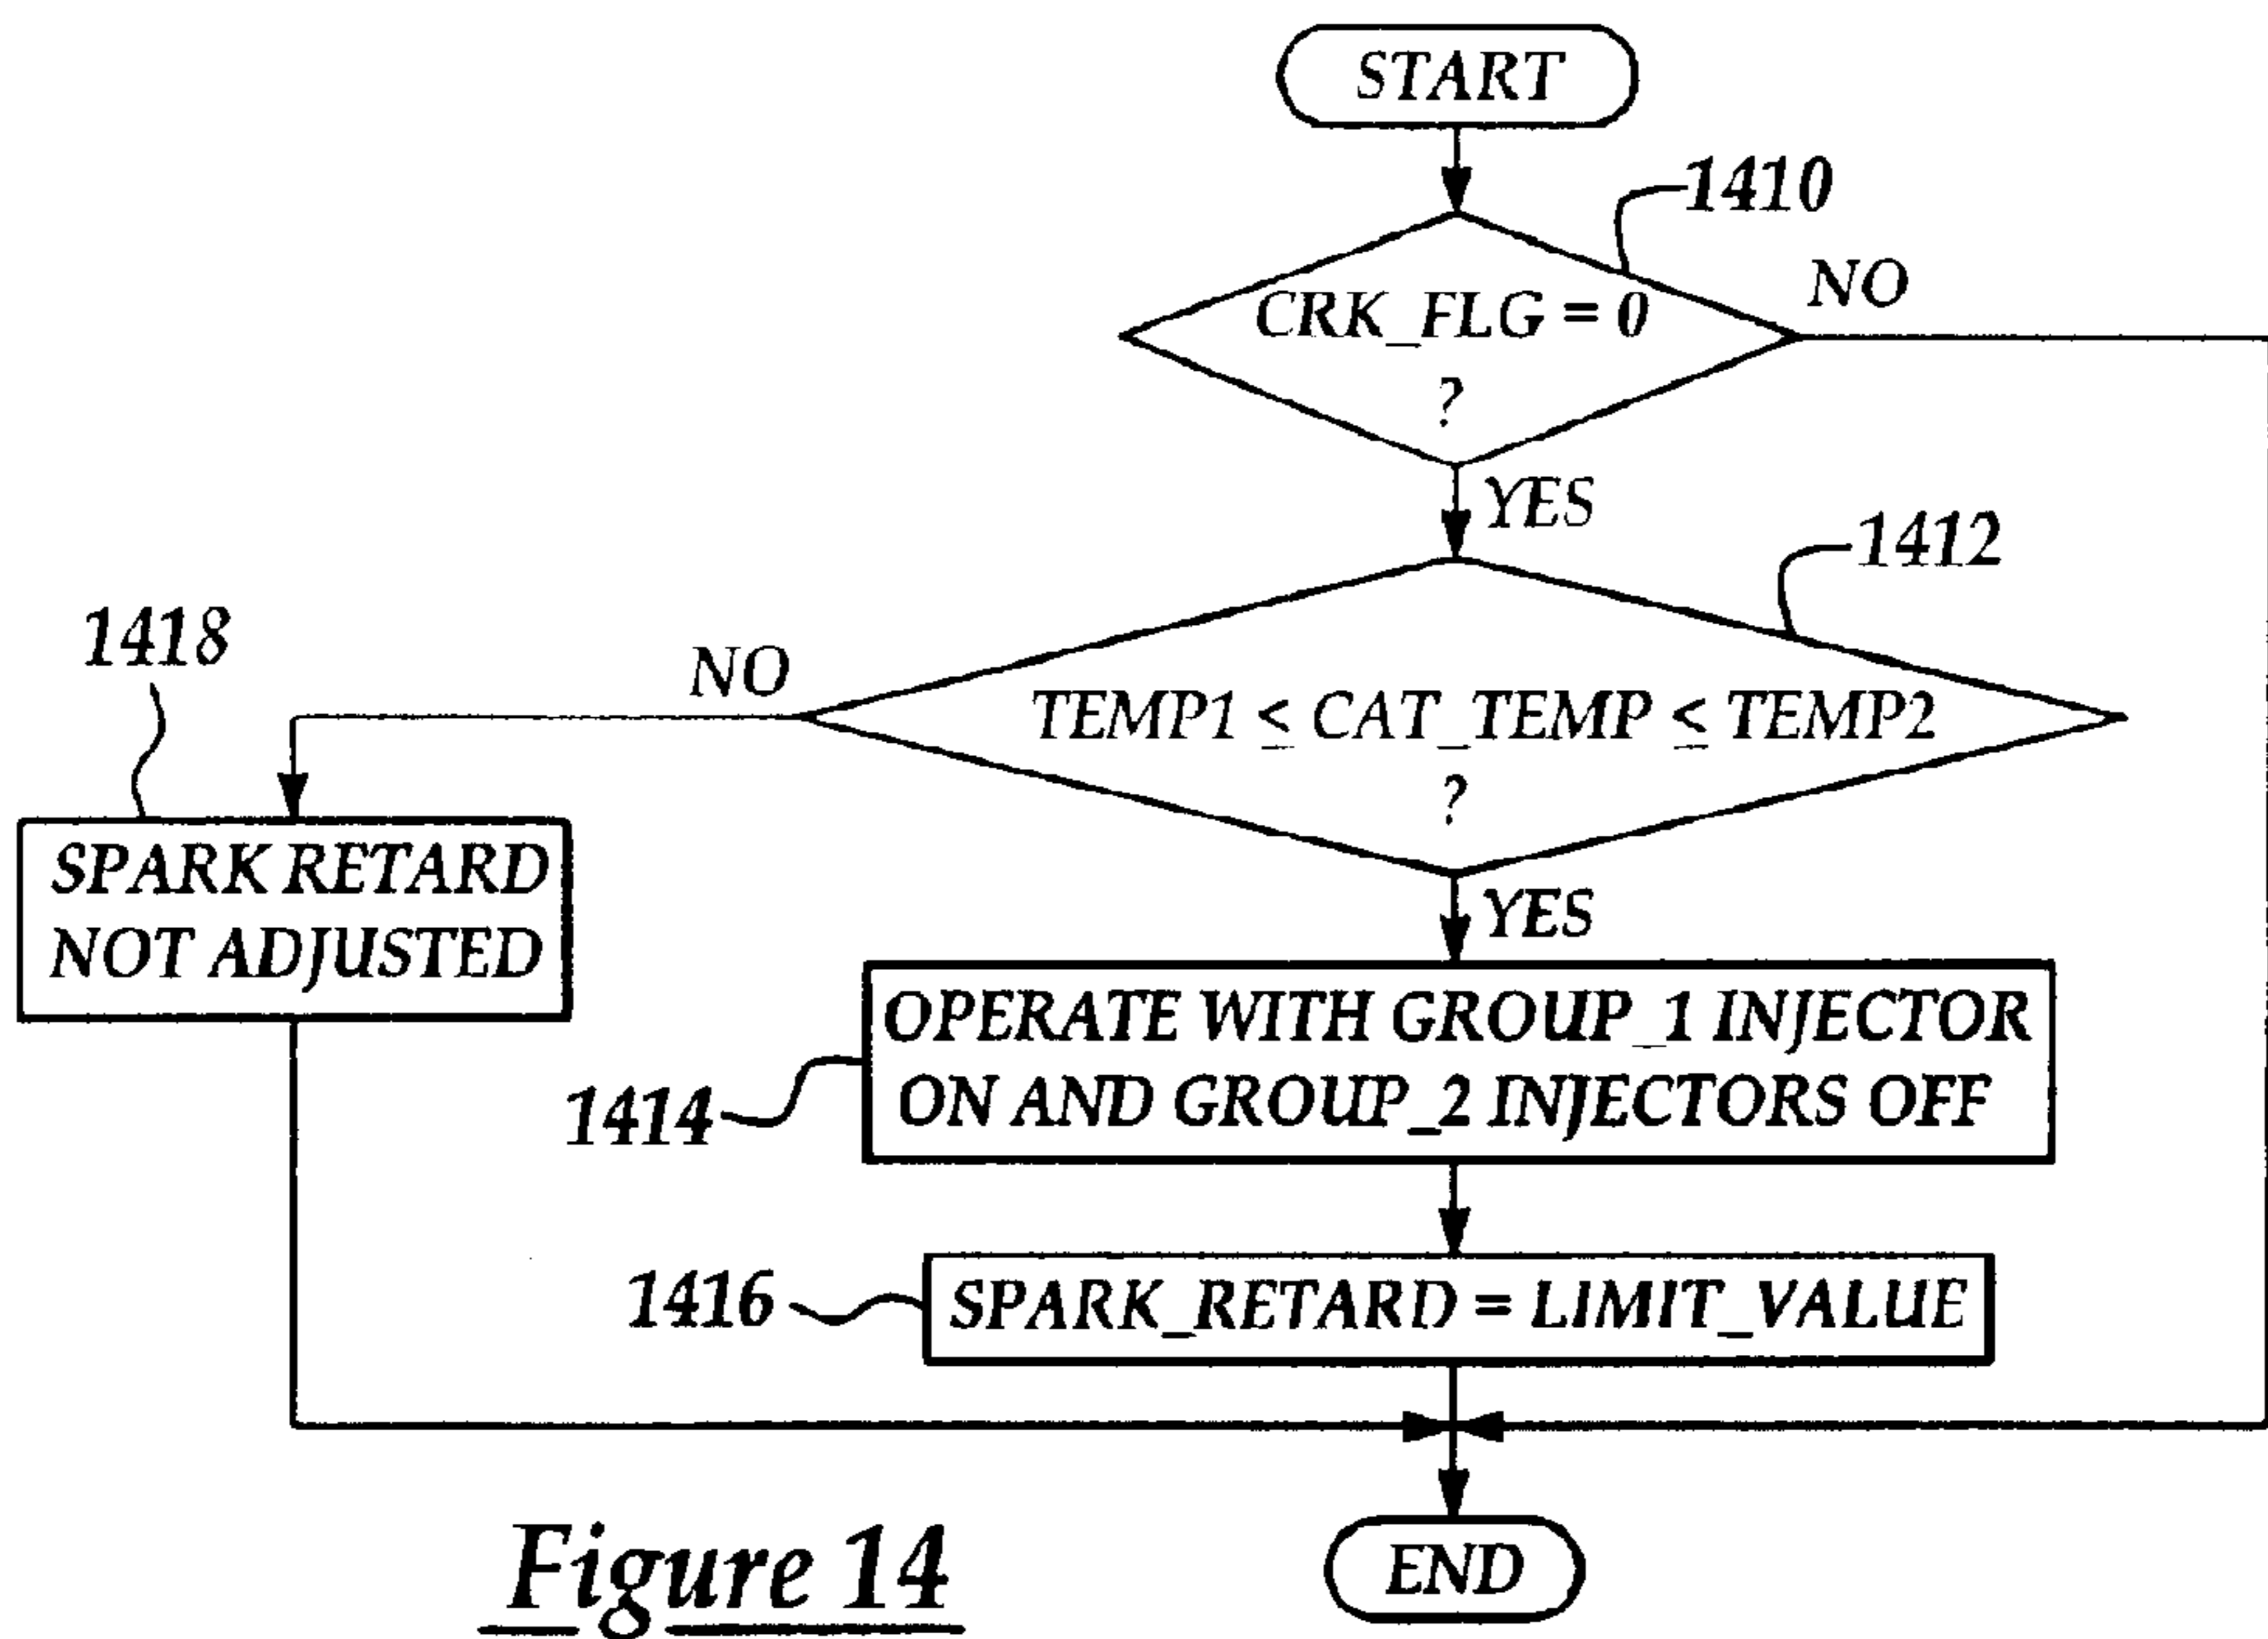 START
1410
CRK_FLG = 0
?
NO
YES
1412
TEMP1 ≤ CAT_TEMP ≤ TEMP2
?
NO
1418
SPARK RETARD
NOT ADJUSTED
YES
OPERATE WITH GROUP_1 INJECTOR
ON AND GROUP_2 INJECTORS OFF
1414
SPARK_RETARD = LIMIT_VALUE
1416
END
Figure 14